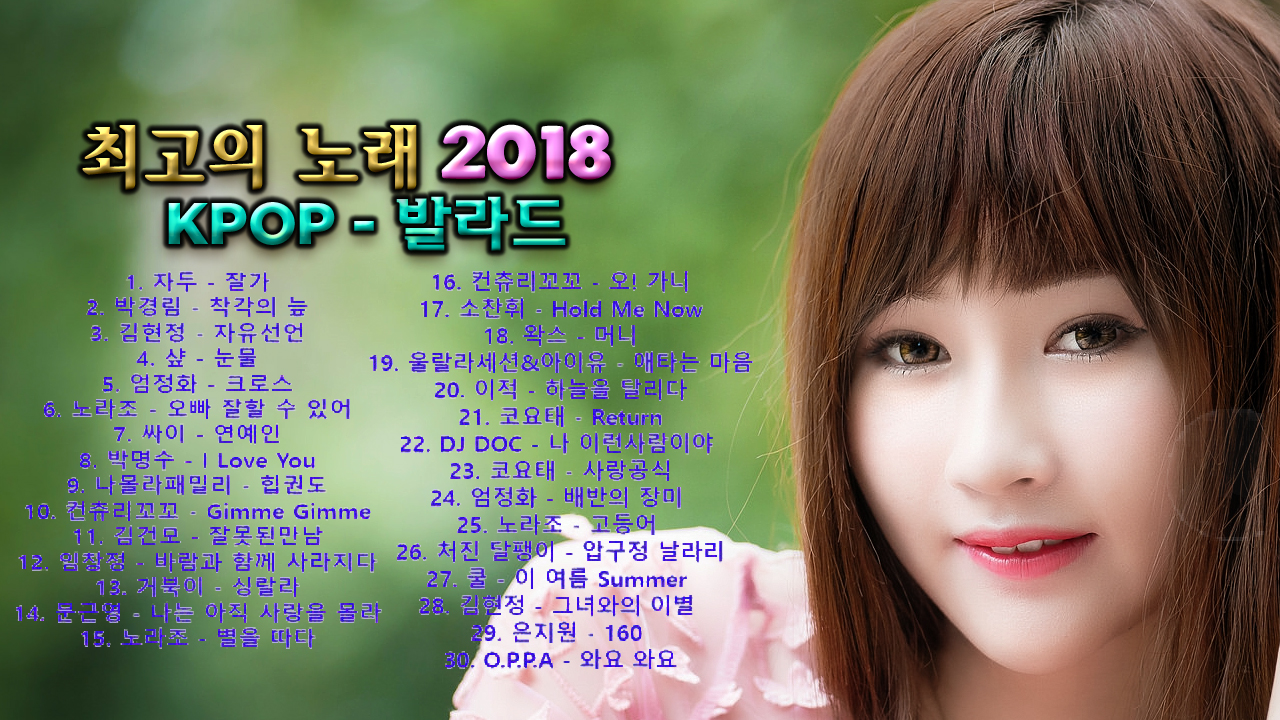 최고의 노래 2018
KPOP - 발라드
1. 자두 - 잘가
2. 박경림 - 착각의 늪
3. 김현정 - 자유선언
4. 샾 - 눈물
5. 엄정화 - 크로스
6. 노라조 - 오빠 잘할 수 있어
7. 싸이 - 연예인
8. 박명수 - I Love You
9. 나몰라패밀리 - 힙권도
10. 컨츄리꼬꼬 - Gimme Gimme
11. 김건모 - 잘못된만남
12. 임창정 - 바람과 함께 사라지다
13. 거북이 - 싱랄라
14. 문근영 - 나는 아직 사랑을 몰라
15. 노라조 - 별을 따다
16. 컨츄리꼬꼬 - 오! 가니
17. 소찬휘 - Hold Me Now
18. 왁스 - 머니
19. 울랄라세션&아이유 - 애타는 마음
20. 이적 - 하늘을 달리다
21. 코요태 - Return
22. DJ DOC - 나 이런사람이야
23. 코요태 - 사랑공식
24. 엄정화 - 배반의 장미
25. 노라조 - 고등어
26. 처진 달팽이 - 압구정 날라리
27. 쿨 - 이 여름 Summer
28. 김현정 - 그녀와의 이별
29. 은지원 - 160
30. O.P.P.A - 와요 와요